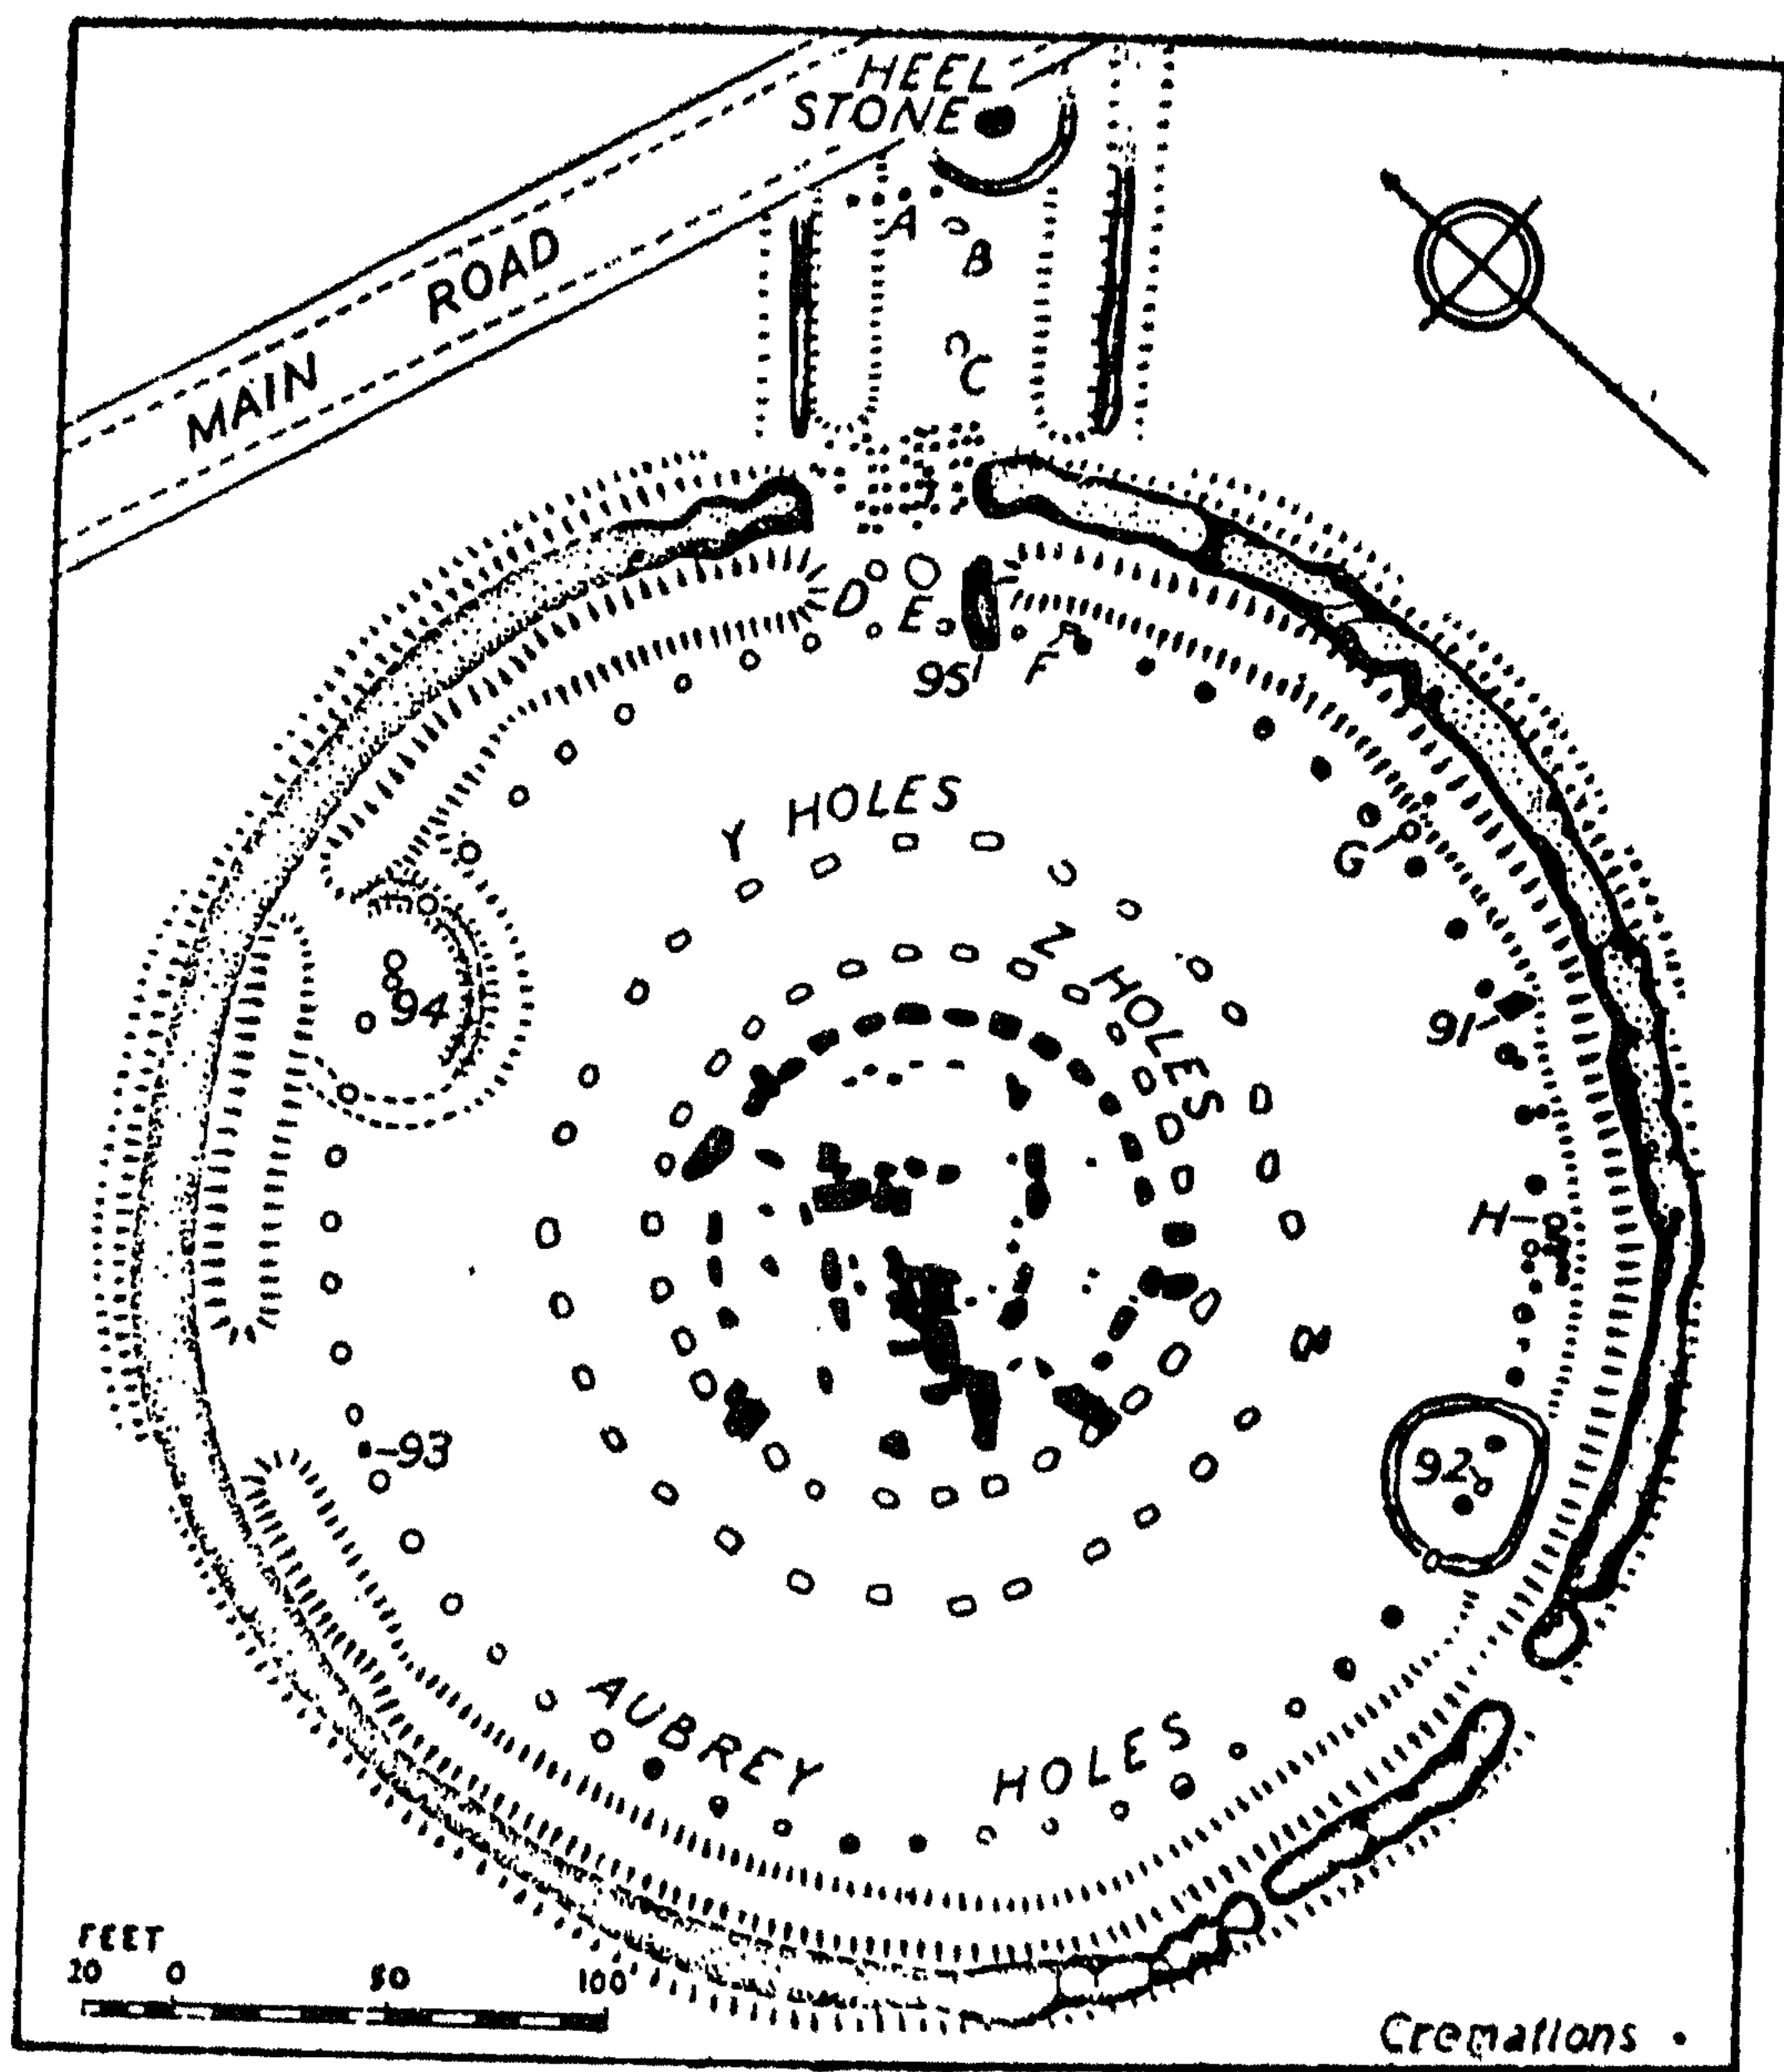 HEEL
STONE
MAIN ROAD
A
B
C
D
E
F
95
Y HOLES
Z HOLES
G
94
91
H
93
92
AUBREY HOLES
FEET
20 0 50 100
Cremations